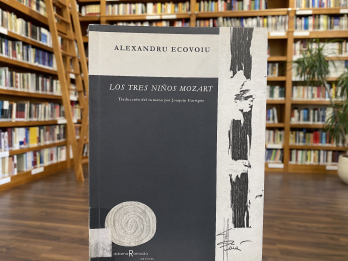 ALEXANDRU ECOVOIU
LOS TRES NIÑOS MOZART
Traducción del rumano por Joaquín Garrigós